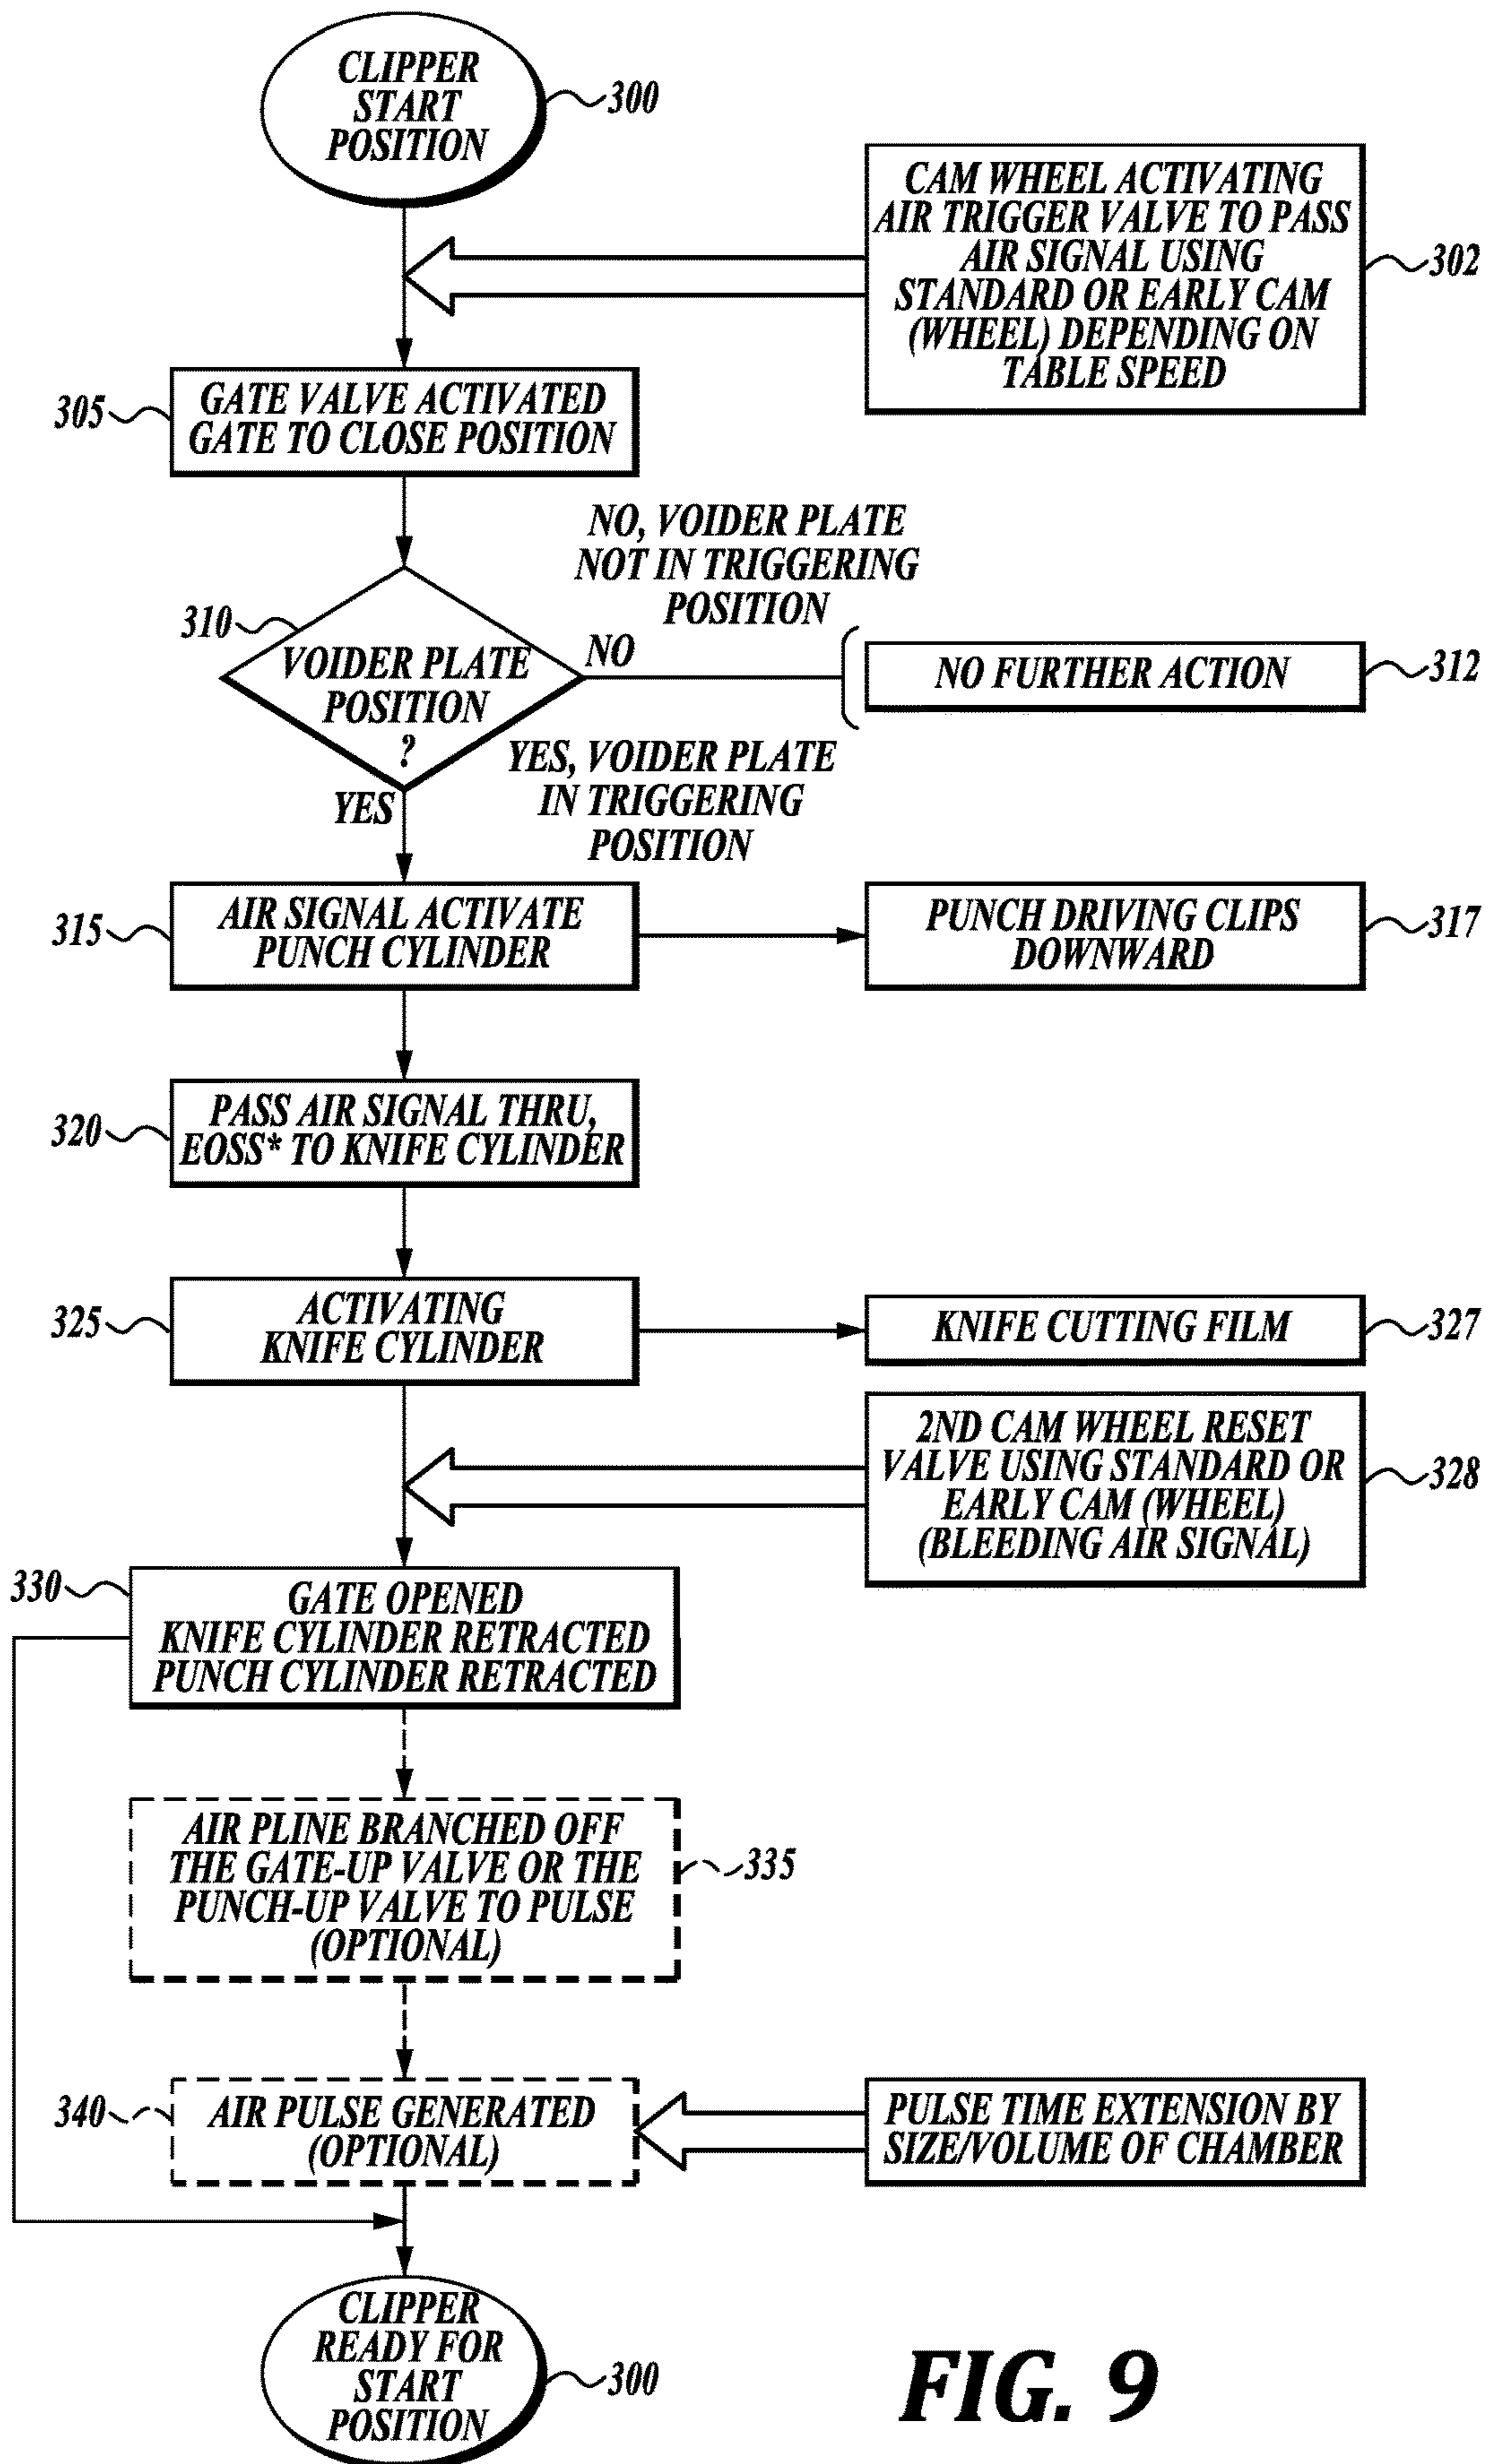 CLIPPER
START
POSITION
300
CAM WHEEL ACTIVATING
AIR TRIGGER VALVE TO PASS
AIR SIGNAL USING
STANDARD OR EARLY CAM
(WHEEL) DEPENDING ON
TABLE SPEED
302
305
GATE VALVE ACTIVATED
GATE TO CLOSE POSITION
NO, VOIDER PLATE
NOT IN TRIGGERING
POSITION
310
VOIDER PLATE
POSITION
?
NO
NO FURTHER ACTION
312
YES
YES, VOIDER PLATE
IN TRIGGERING
POSITION
315
AIR SIGNAL ACTIVATE
PUNCH CYLINDER
PUNCH DRIVING CLIPS
DOWNWARD
317
320
PASS AIR SIGNAL THRU,
EOSS* TO KNIFE CYLINDER
325
ACTIVATING
KNIFE CYLINDER
KNIFE CUTTING FILM
327
2ND CAM WHEEL RESET
VALVE USING STANDARD OR
EARLY CAM (WHEEL)
(BLEEDING AIR SIGNAL)
328
330
GATE OPENED
KNIFE CYLINDER RETRACTED
PUNCH CYLINDER RETRACTED
AIR PLINE BRANCHED OFF
THE GATE-UP VALVE OR THE
PUNCH-UP VALVE TO PULSE
(OPTIONAL)
335
340
AIR PULSE GENERATED
(OPTIONAL)
PULSE TIME EXTENSION BY
SIZE/VOLUME OF CHAMBER
CLIPPER
READY FOR
START
POSITION
300
FIG. 9